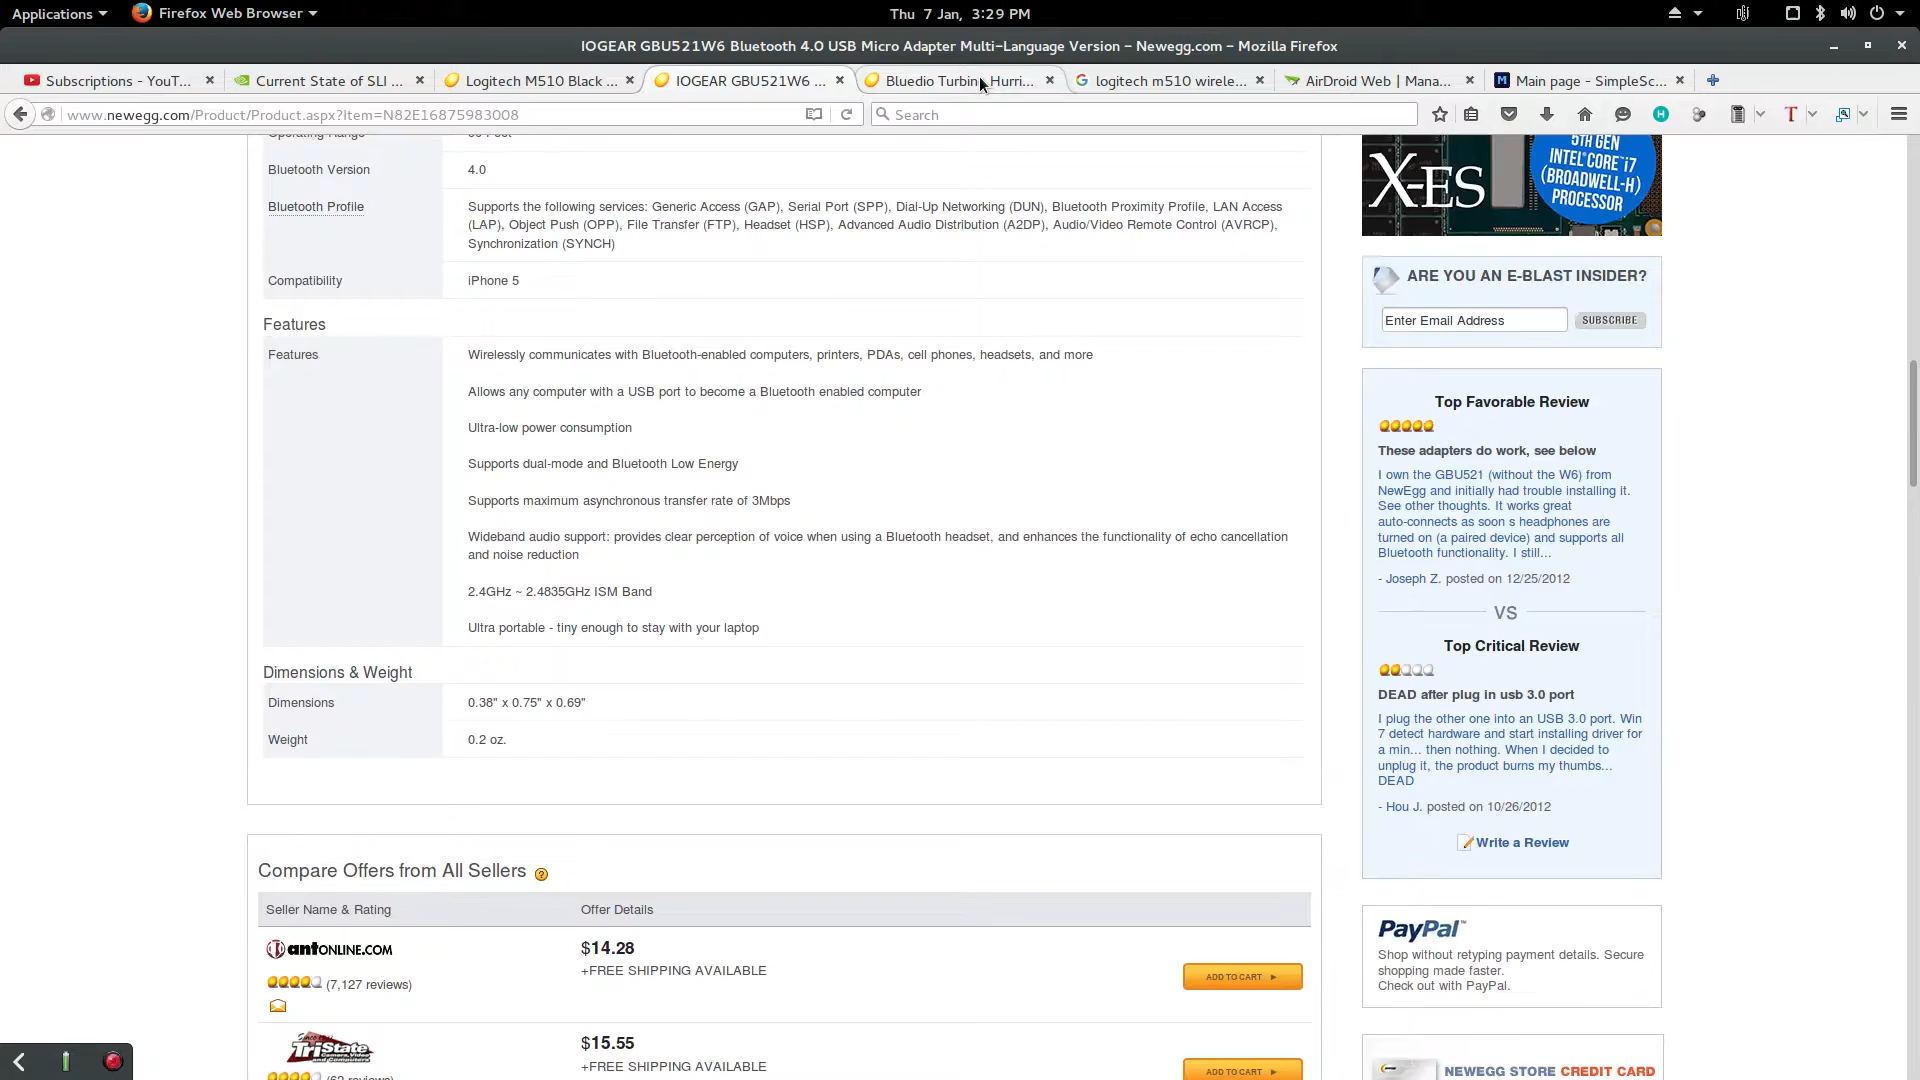 Applications
Firefox Web Browser
Thu 7 Jan, 3:29 PM
IOGEAR GBU521W6 Bluetooth 4.0 USB Micro Adapter Multi-Language Version – Newegg.com – Mozilla Firefox
Subscriptions - YouT...
Current State of SLI ...
Logitech M510 Black ...
IOGEAR GBU521W6 ...
Bluedio Turbine Hurri...
logitech m510 wirele...
AirDroid Web | Mana...
Main page - SimpleSc...
www.newegg.com/Product/Product.aspx?Item=N82E16875983008
Search
Bluetooth Version
4.0
Bluetooth Profile
Supports the following services: Generic Access (GAP), Serial Port (SPP), Dial-Up Networking (DUN), Bluetooth Proximity Profile, LAN Access
(LAP), Object Push (OPP), File Transfer (FTP), Headset (HSP), Advanced Audio Distribution (A2DP), Audio/Video Remote Control (AVRCP),
Synchronization (SYNCH)
Compatibility
iPhone 5
Features
Features
Wirelessly communicates with Bluetooth-enabled computers, printers, PDAs, cell phones, headsets, and more
Allows any computer with a USB port to become a Bluetooth enabled computer
Ultra-low power consumption
Supports dual-mode and Bluetooth Low Energy
Supports maximum asynchronous transfer rate of 3Mbps
Wideband audio support: provides clear perception of voice when using a Bluetooth headset, and enhances the functionality of echo cancellation
and noise reduction
2.4GHz ~ 2.4835GHz ISM Band
Ultra portable - tiny enough to stay with your laptop
Dimensions & Weight
Dimensions
0.38" x 0.75" x 0.69"
Weight
0.2 oz.
Compare Offers from All Sellers
Seller Name & Rating
Offer Details
antONLINE.COM
$14.28
+FREE SHIPPING AVAILABLE
ADD TO CART
(7,127 reviews)
TriState
$15.55
+FREE SHIPPING AVAILABLE
ADD TO CART
X-ES
5TH GEN
INTEL® CORE™ i7
(BROADWELL-H)
PROCESSOR
ARE YOU AN E-BLAST INSIDER?
Enter Email Address
SUBSCRIBE
Top Favorable Review
These adapters do work, see below
I own the GBU521 (without the W6) from
NewEgg and initially had trouble installing it.
See other thoughts. It works great
auto-connects as soon s headphones are
turned on (a paired device) and supports all
Bluetooth functionality. I still...
- Joseph Z. posted on 12/25/2012
VS
Top Critical Review
DEAD after plug in usb 3.0 port
I plug the other one into an USB 3.0 port. Win
7 detect hardware and start installing driver for
a min... then nothing. When I decided to
unplug it, the product burns my thumbs...
DEAD
- Hou J. posted on 10/26/2012
Write a Review
PayPal™
Shop without retyping payment details. Secure
shopping made faster.
Check out with PayPal.
NEWEGG STORE CREDIT CARD